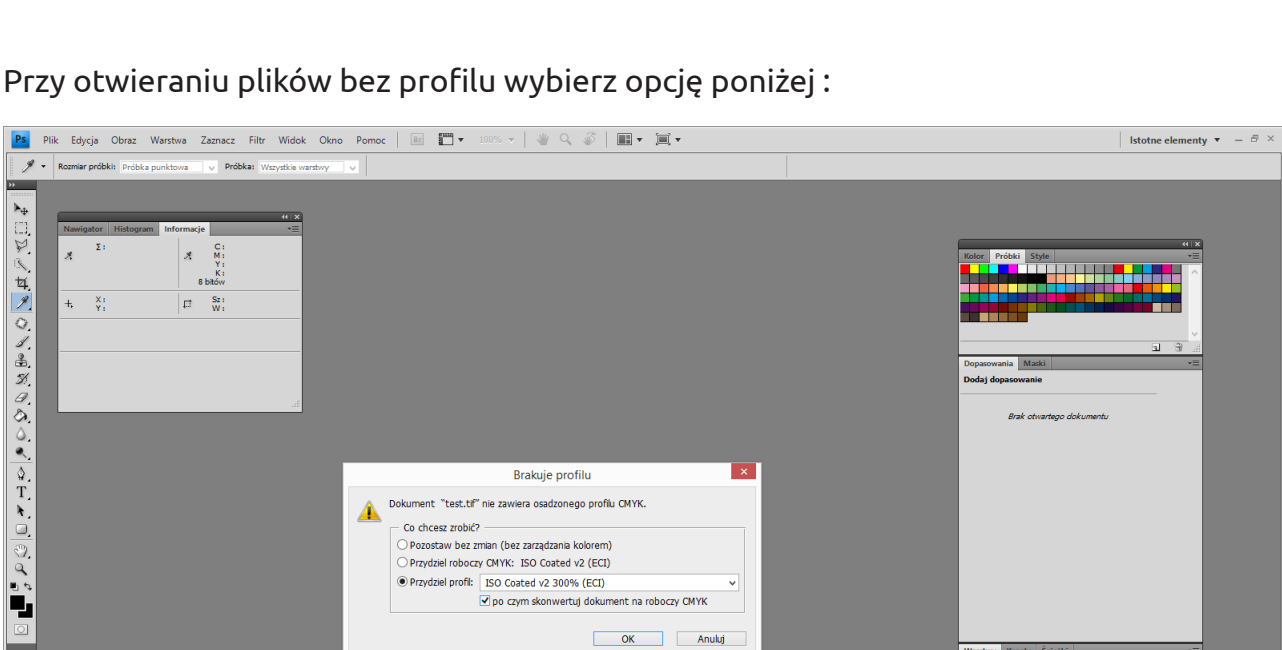 Przy otwieraniu plików bez profilu wybierz opcję poniżej :
Ps Plik Edycja Obraz Warstwa Zaznacz Filtr Widok Okno Pomoc Br 100% Istotne elementy
Rozmiar próbki: Próbka punktowa Próbka: Wszystkie warstwy
Nawigator Histogram Informacje
Σ : C :
M :
Y :
K :
8 bitów
X : Sz :
Y : W :
Kolor Próbki Style
Dopasowania Maski
Dodaj dopasowanie
Brak otwartego dokumentu
Brakuje profilu
Dokument "test.tif" nie zawiera osadzonego profilu CMYK.
Co chcesz zrobić?
Pozostaw bez zmian (bez zarządzania kolorem)
Przydziel roboczy CMYK: ISO Coated v2 (ECI)
Przydziel profil: ISO Coated v2 300% (ECI)
po czym skonwertuj dokument na roboczy CMYK
OK Anuluj